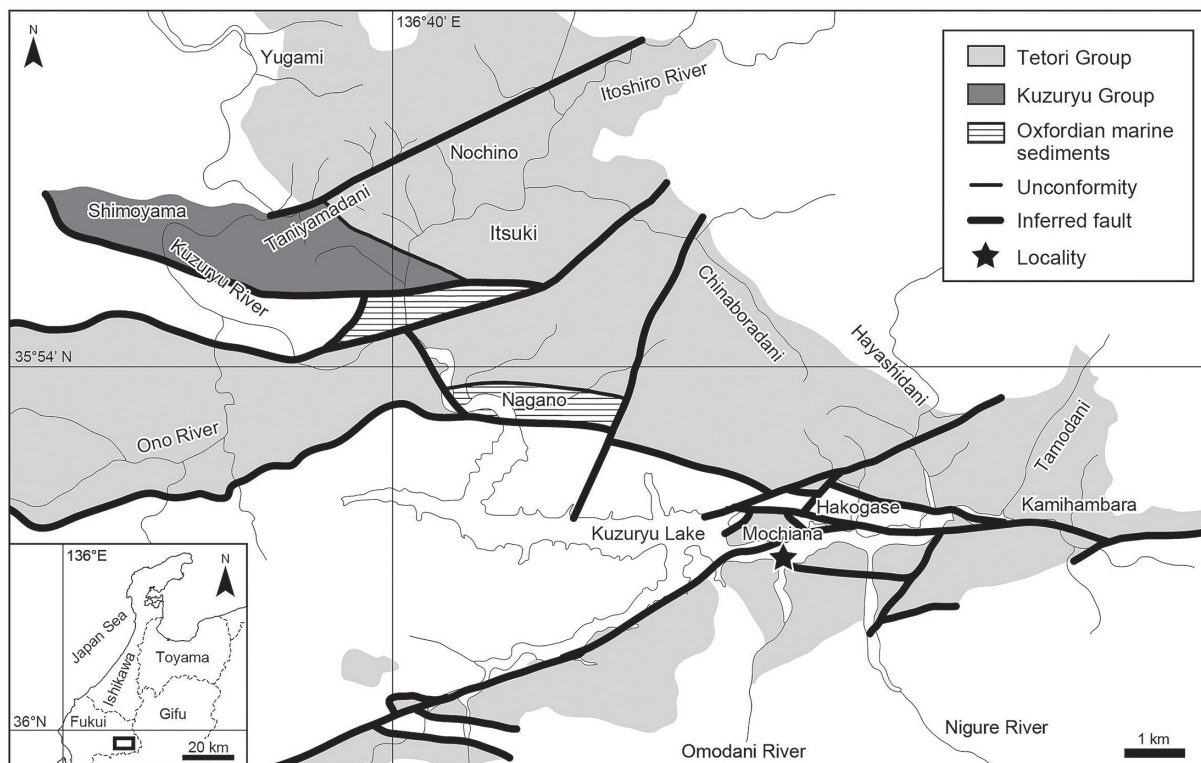 N
136°40' E
Yugami
Itoshiro River
Nochino
Shimoyama
Taniyamadani
Itsuki
Kuzuryu River
Chinaboradani
35°54' N
Hayashidani
Nagano
Tamodani
Ono River
Hakogase
Kamihambara
Kuzuryu Lake
Mochiana
Nigure River
Omodani River
1 km
Tetori Group
Kuzuryu Group
Oxfordian marine
sediments
Unconformity
Inferred fault
Locality
136°E
N
Japan Sea
Ishikawa
Toyama
Fukui
Gifu
36°N
20 km